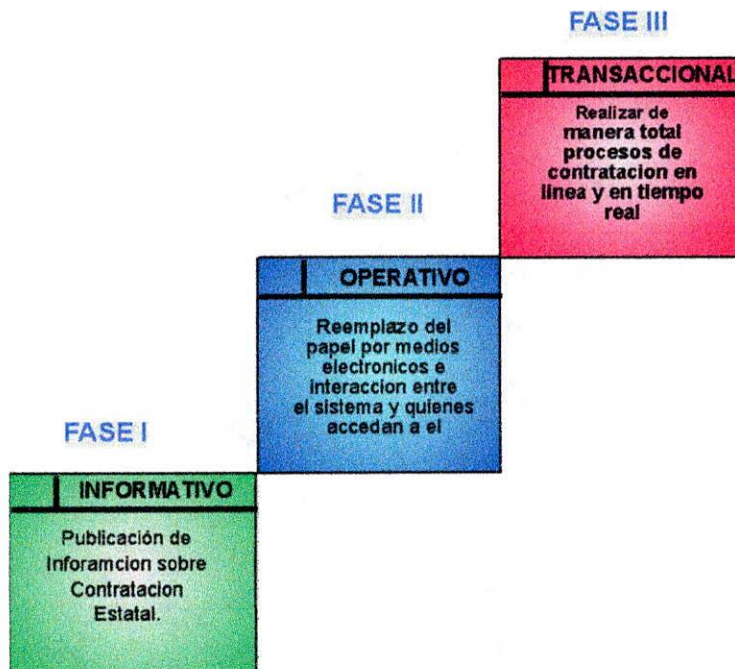 FASE III
TRANSACCIONAL
Realizar de
manera total
procesos de
contratacion en
linea y en tiempo
real
FASE II
OPERATIVO
Reemplazo del
papel por medios
electronicos e
interaccion entre
el sistema y quienes
accedan a el
FASE I
INFORMATIVO
Publicación de
Inforamcion sobre
Contratacion
Estatal.